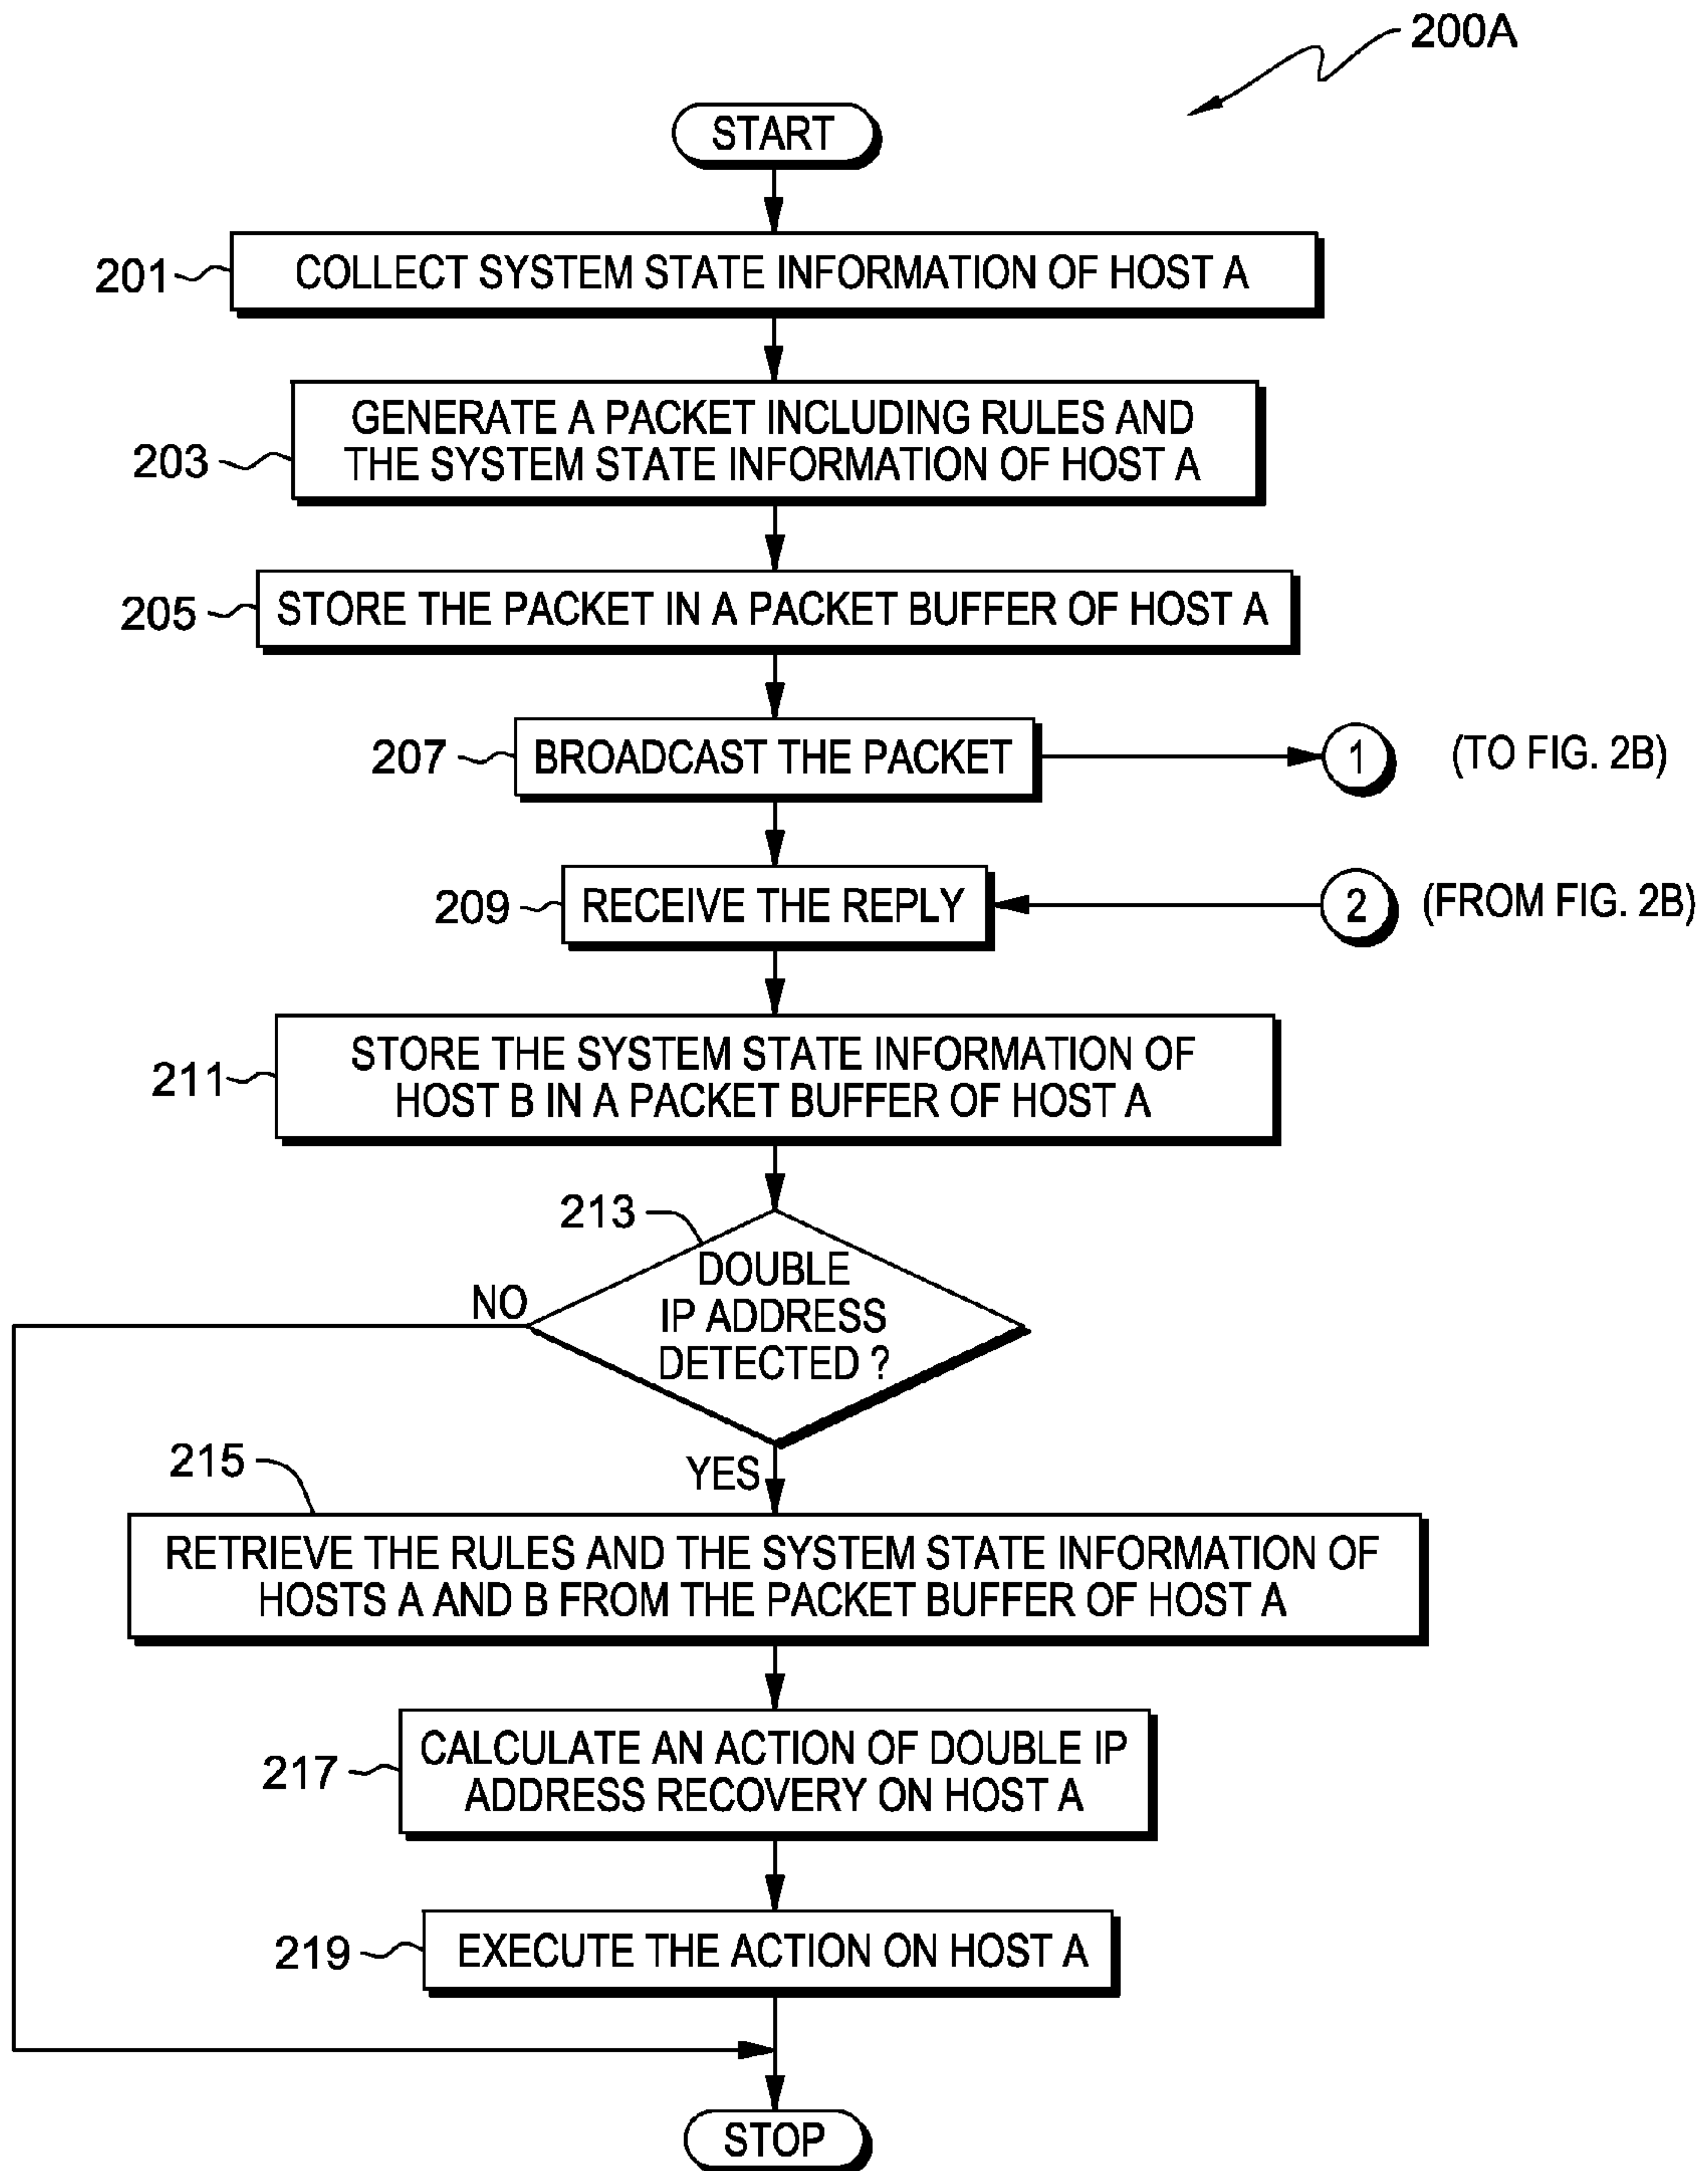 200A
START
201
COLLECT SYSTEM STATE INFORMATION OF HOST A
203
GENERATE A PACKET INCLUDING RULES AND
THE SYSTEM STATE INFORMATION OF HOST A
205
STORE THE PACKET IN A PACKET BUFFER OF HOST A
207
BROADCAST THE PACKET
1
(TO FIG. 2B)
209
RECEIVE THE REPLY
2
(FROM FIG. 2B)
211
STORE THE SYSTEM STATE INFORMATION OF
HOST B IN A PACKET BUFFER OF HOST A
213
DOUBLE
IP ADDRESS
DETECTED ?
NO
YES
215
RETRIEVE THE RULES AND THE SYSTEM STATE INFORMATION OF
HOSTS A AND B FROM THE PACKET BUFFER OF HOST A
217
CALCULATE AN ACTION OF DOUBLE IP
ADDRESS RECOVERY ON HOST A
219
EXECUTE THE ACTION ON HOST A
STOP